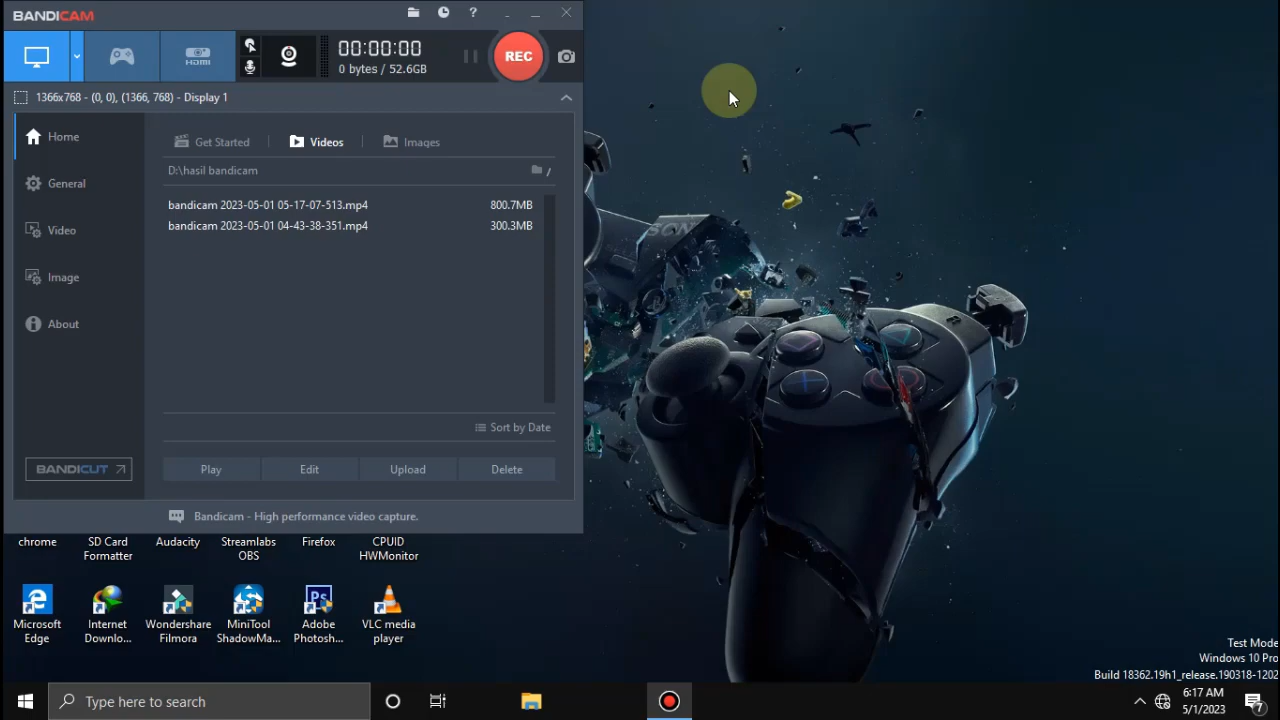 BANDICAM
?
HDMI
00:00:00
0 bytes / 52.6GB
REC
1366x768 - (0, 0), (1366, 768) - Display 1
Home
General
Video
Image
About
Get Started
Videos
Images
D:\hasil bandicam
/
bandicam 2023-05-01 05-17-07-513.mp4 800.7MB
bandicam 2023-05-01 04-43-38-351.mp4 300.3MB
Sort by Date
BANDICUT
Play
Edit
Upload
Delete
Bandicam - High performance video capture.
SONY
chrome
SD Card
Formatter
Audacity
Streamlabs
OBS
Firefox
CPUID
HWMonitor
Microsoft
Edge
Internet
Downlo...
Wondershare
Filmora
MiniTool
ShadowMa...
Ps
Adobe
Photosh...
VLC media
player
Test Mode
Windows 10 Pro
Build 18362.19h1_release.190318-1202
Type here to search
6:17 AM
5/1/2023
7